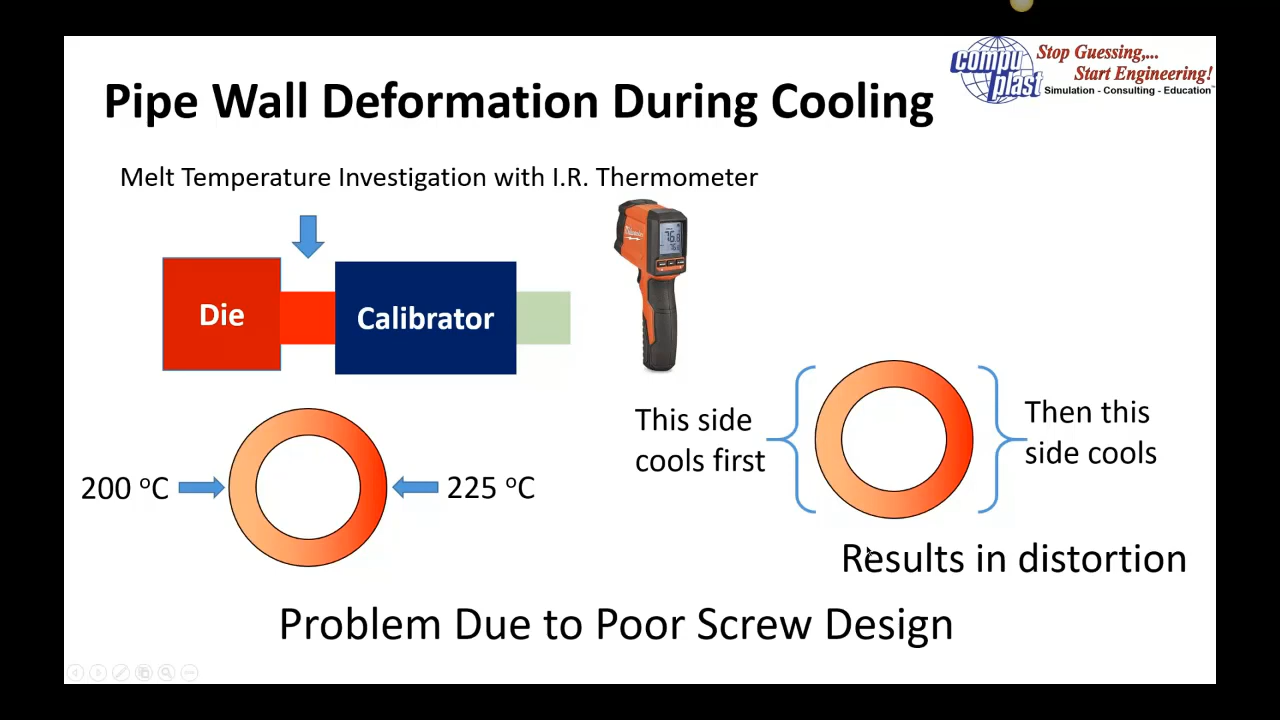 compu
plast
Stop Guessing,...
Start Engineering!
Simulation - Consulting - Education
Pipe Wall Deformation During Cooling
Melt Temperature Investigation with I.R. Thermometer
Die
Calibrator
200 °C
225 °C
This side
cools first
Then this
side cools
Results in distortion
Problem Due to Poor Screw Design